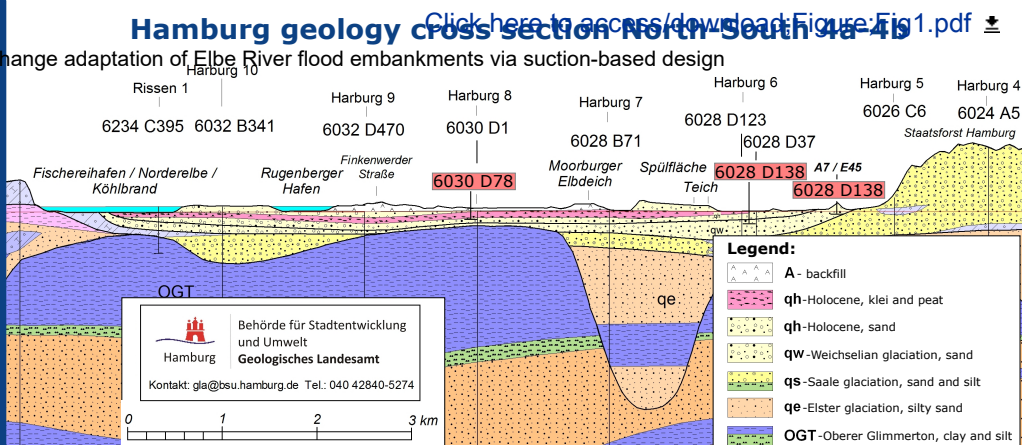 Hamburg geology cross section North-South 4a-4b
Click here to access/download;Figure;Fig1.pdf
hange adaptation of Elbe River flood embankments via suction-based design
Harburg 10
Rissen 1
6234 C395
6032 B341
Harburg 9
6032 D470
Harburg 8
6030 D1
Harburg 7
6028 B71
Harburg 6
6028 D123
6028 D37
Harburg 5
6026 C6
Harburg 4
6024 A5
Staatsforst Hamburg
Fischereihafen / Norderelbe /
Köhlbrand
Rugenberger
Hafen
Finkenwerder
Straße
6030 D78
Moorburger
Elbdeich
Spülfläche
Teich
6028 D138
A7 / E45
6028 D138
qh
qw
OGT
qe
Behörde für Stadtentwicklung
und Umwelt
Geologisches Landesamt
Hamburg
Kontakt: gla@bsu.hamburg.de Tel.: 040 42840-5274
0 1 2 3 km
Legend:
A - backfill
qh-Holocene, klei and peat
qh-Holocene, sand
qw-Weichselian glaciation, sand
qs-Saale glaciation, sand and silt
qe-Elster glaciation, silty sand
OGT-Oberer Glimmerton, clay and silt